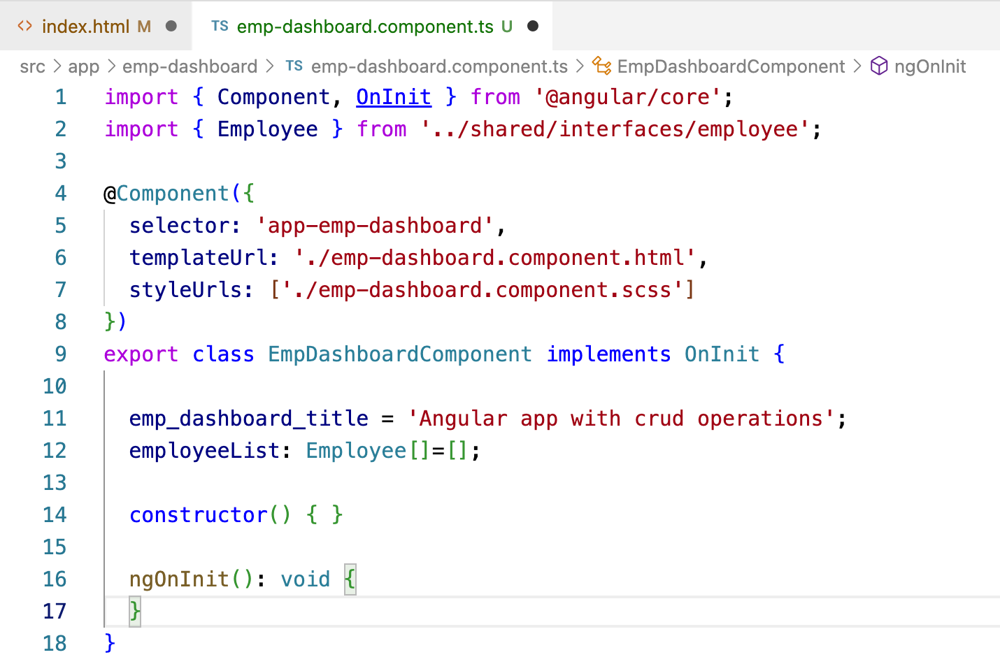 <> index.html M ● TS emp-dashboard.component.ts U ●
src > app > emp-dashboard > TS emp-dashboard.component.ts > EmpDashboardComponent > ngOnInit
1 import { Component, OnInit } from '@angular/core';
2 import { Employee } from '../shared/interfaces/employee';
3
4 @Component({
5   selector: 'app-emp-dashboard',
6   templateUrl: './emp-dashboard.component.html',
7   styleUrls: ['./emp-dashboard.component.scss']
8 })
9 export class EmpDashboardComponent implements OnInit {
10
11   emp_dashboard_title = 'Angular app with crud operations';
12   employeeList: Employee[]=[];
13
14   constructor() { }
15
16   ngOnInit(): void {
17   }
18 }